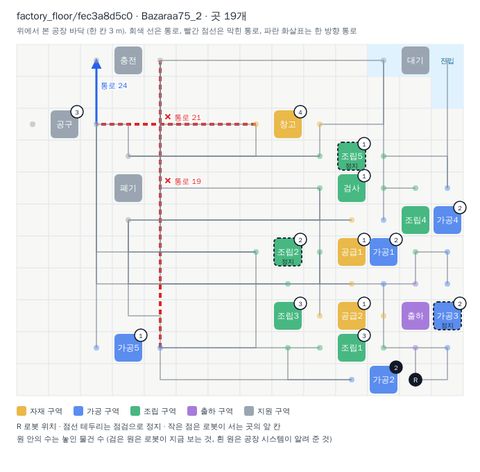 factory_floor/fec3a8d5c0 · Bazaraa75_2 · 곳 19개
위에서 본 공장 바닥 (한 칸 3 m). 회색 선은 통로, 빨간 점선은 막힌 통로, 파란 화살표는 한 방향 통로
충전
대기
진입
통로 24
공구
3
✕ 통로 21
창고
4
조립5
정지
1
폐기
✕ 통로 19
검사
1
조립4
가공4
2
조립2
정지
2
공급1
1
가공1
2
조립3
3
공급2
1
출하
가공3
정지
2
가공5
1
조립1
3
가공2
2
R
자재 구역
가공 구역
조립 구역
출하 구역
지원 구역
R 로봇 위치 · 점선 테두리는 점검으로 정지 · 작은 점은 로봇이 서는 곳의 앞 칸
원 안의 수는 놓인 물건 수 (검은 원은 로봇이 지금 보는 것, 흰 원은 공장 시스템이 알려 준 것)